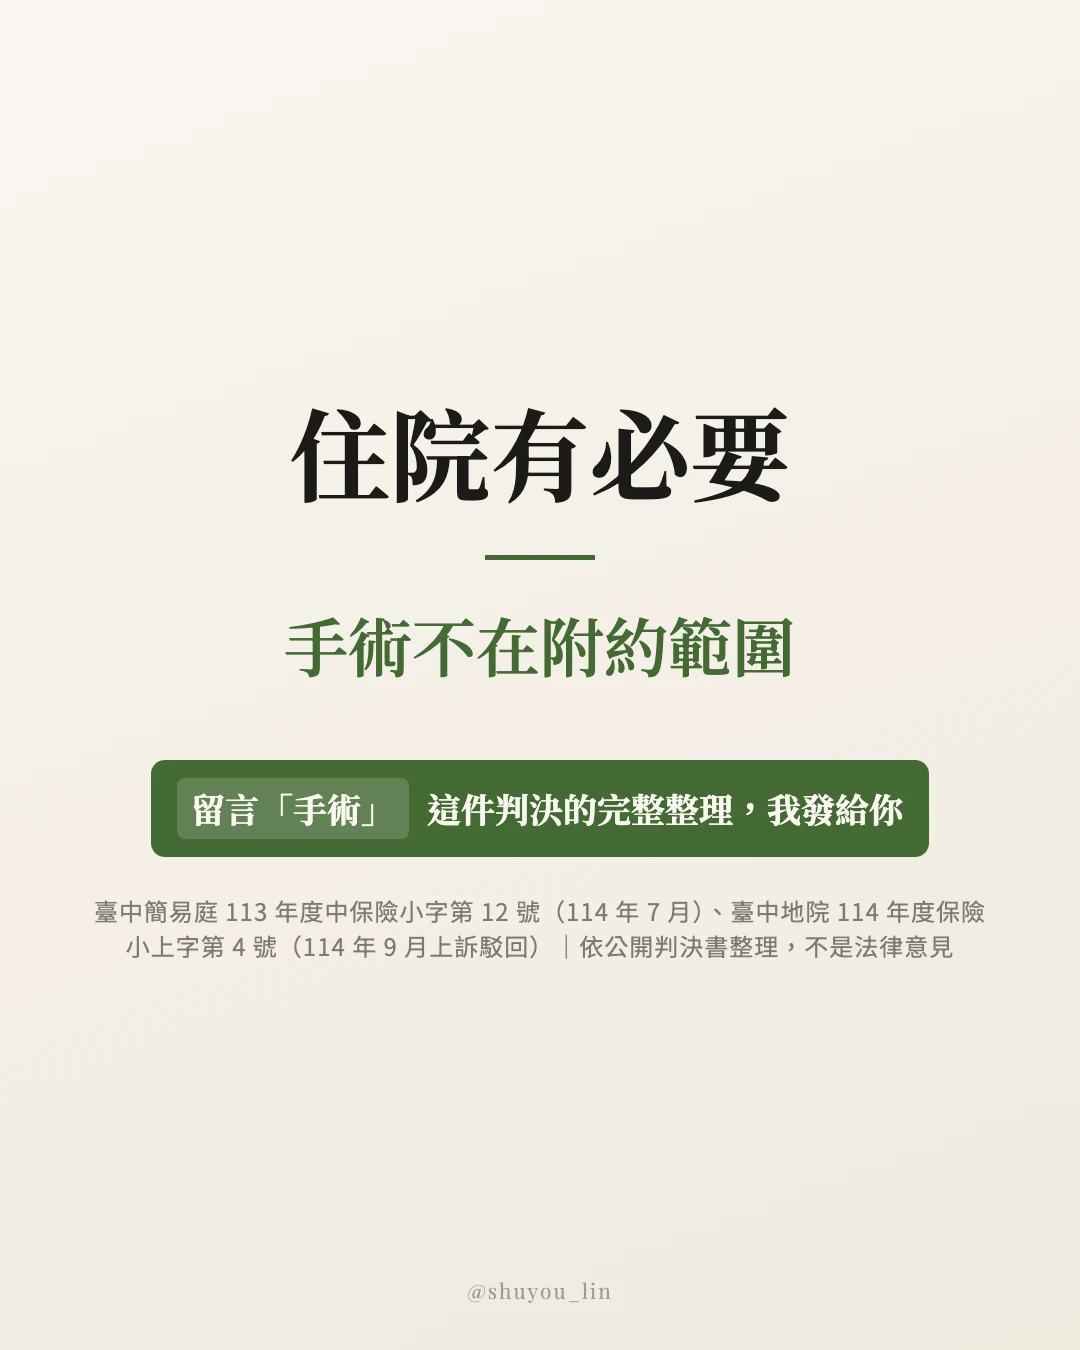 住院有必要
手術不在附約範圍
留言「手術」 這件判決的完整整理，我發給你
臺中簡易庭 113 年度中保險小字第 12 號（114 年 7 月）、臺中地院 114 年度保險
小上字第 4 號（114 年 9 月上訴駁回）｜依公開判決書整理，不是法律意見
@shuyou_lin